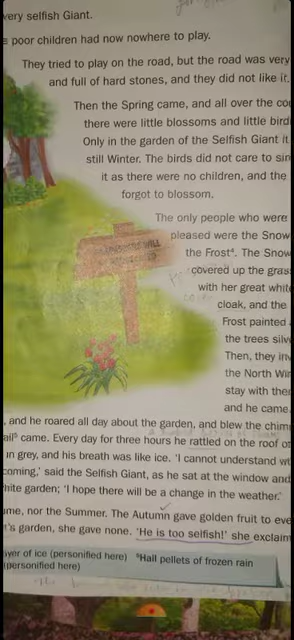 very selfish Giant.
poor children had now nowhere to play.
They tried to play on the road, but the road was very
and full of hard stones, and they did not like it.
Then the Spring came, and all over the
there were little blossoms and little bird
Only in the garden of the Selfish Giant it
still Winter. The birds did not care to sin
it as there were no children, and the
forgot to blossom.
The only people who were
pleased were the Snow
the Frost⁴. The Snow
covered up the gras
with her great whit
cloak, and the
Frost painted
the trees silv
Then, they inv
the North Wi
stay with the
and he came.
, and he roared all day about the garden, and blew the chim
ail⁵ came. Every day for three hours he rattled on the roof o
in grey, and his breath was like ice. 'I cannot understand w
coming,' said the Selfish Giant, as he sat at the window and
hite garden; 'I hope there will be a change in the weather.'
ame, nor the Summer. The Autumn gave golden fruit to eve
t's garden, she gave none. 'He is too selfish!' she exclaim
ayer of ice (personified here) ⁵Hail pellets of frozen rain
(personified here)